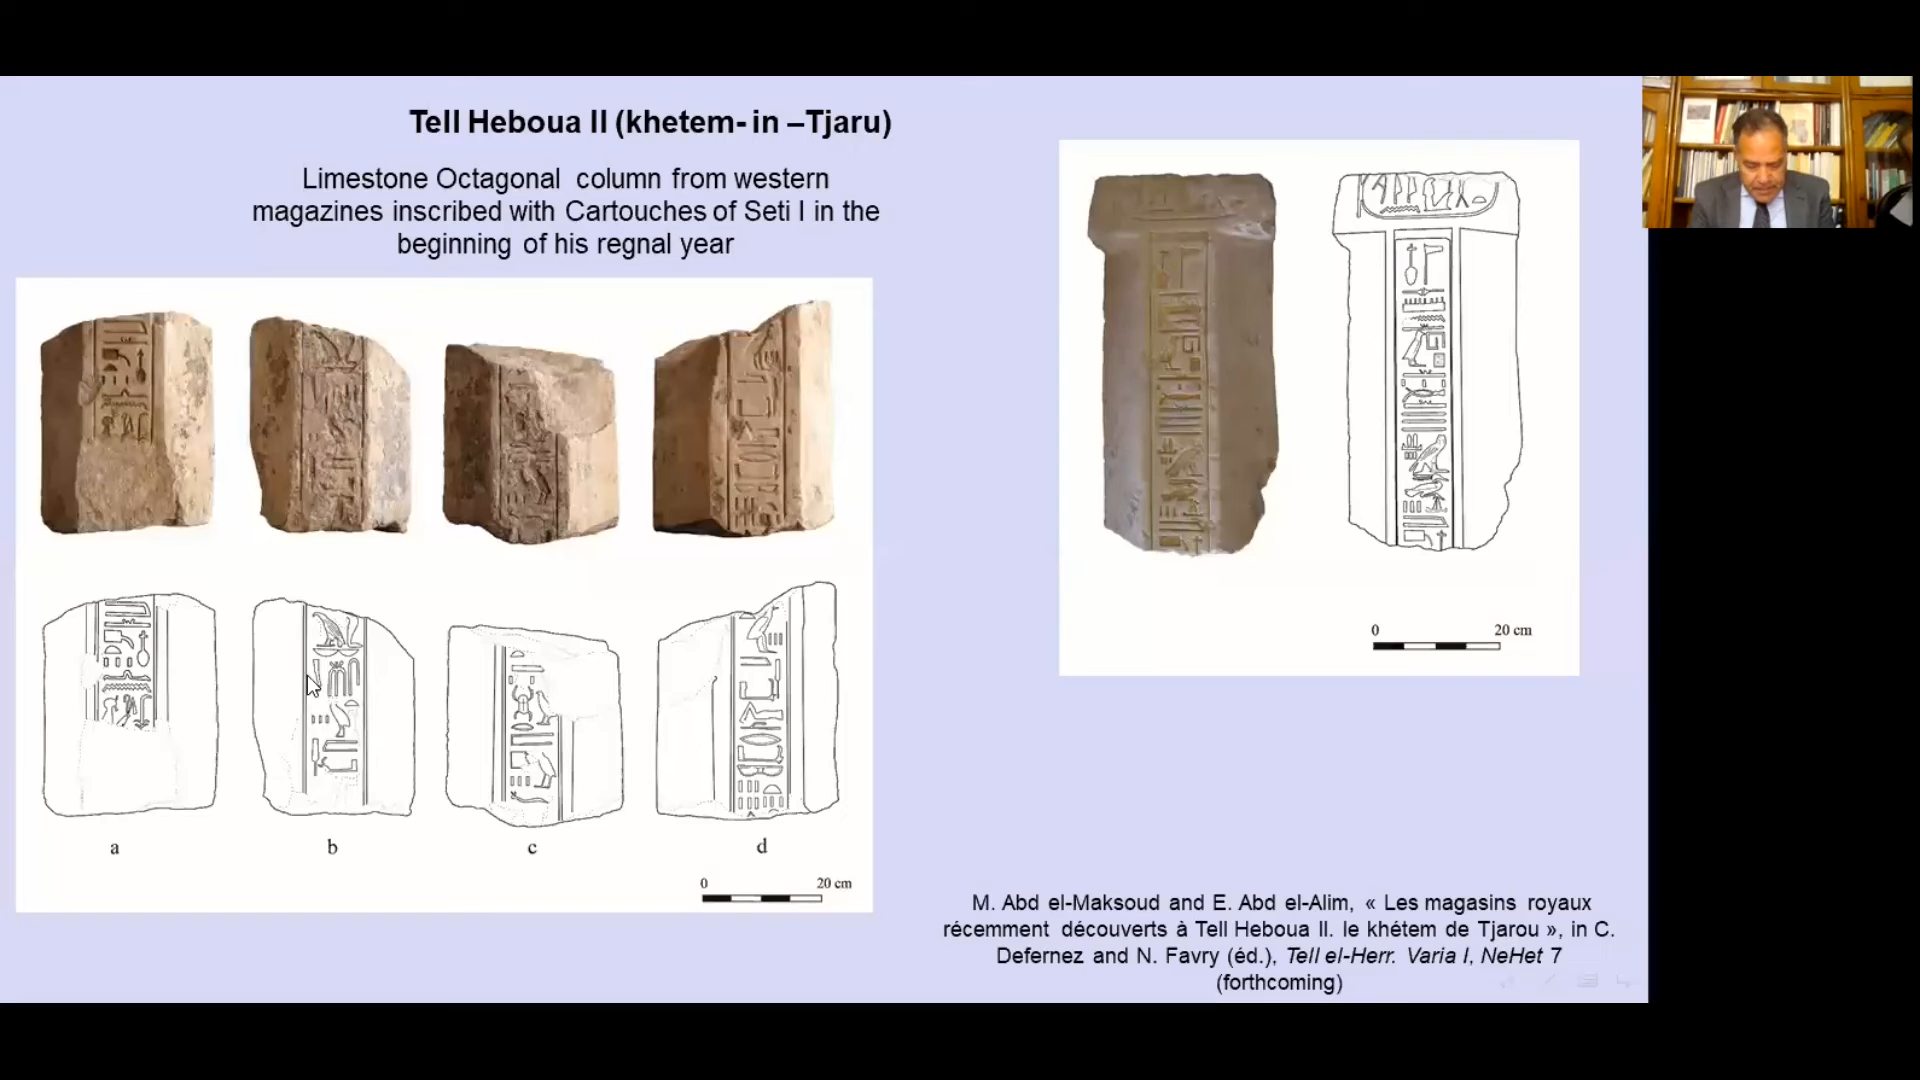 Tell Heboua II (khetem- in –Tjaru)
Limestone Octagonal column from western
magazines inscribed with Cartouches of Seti I in the
beginning of his regnal year
a
b
c
d
0 20 cm
0 20 cm
M. Abd el-Maksoud and E. Abd el-Alim, « Les magasins royaux
récemment découverts à Tell Heboua II. le khétem de Tjarou », in C.
Defernez and N. Favry (éd.), Tell el-Herr. Varia I, NeHet 7
(forthcoming)